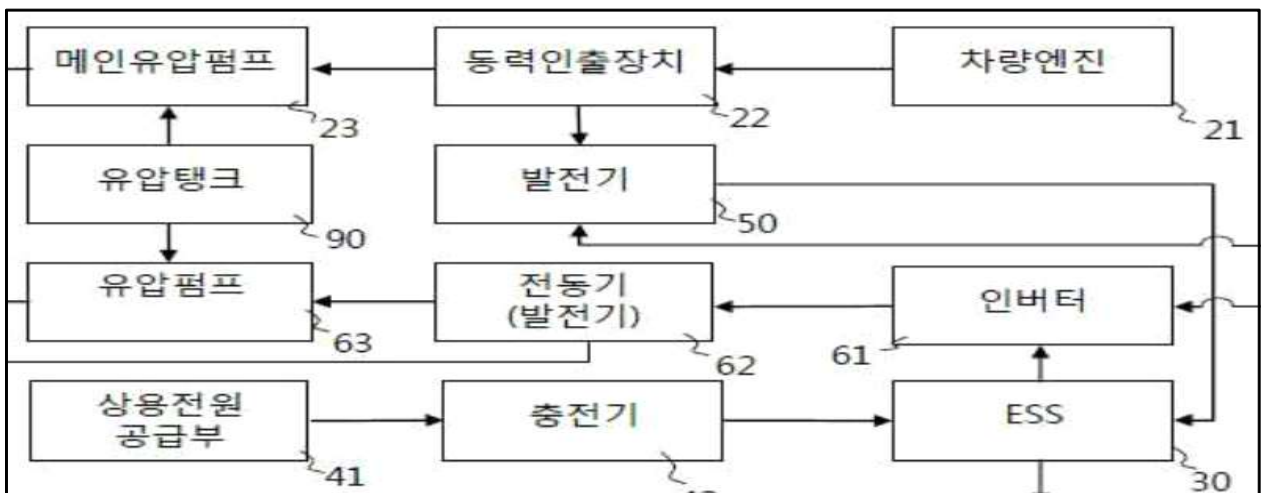 메인유압펌프
23
동력인출장치
22
차량엔진
21
유압탱크
90
발전기
50
유압펌프
63
전동기
(발전기)
62
인버터
61
상용전원
공급부
41
충전기
ESS
30